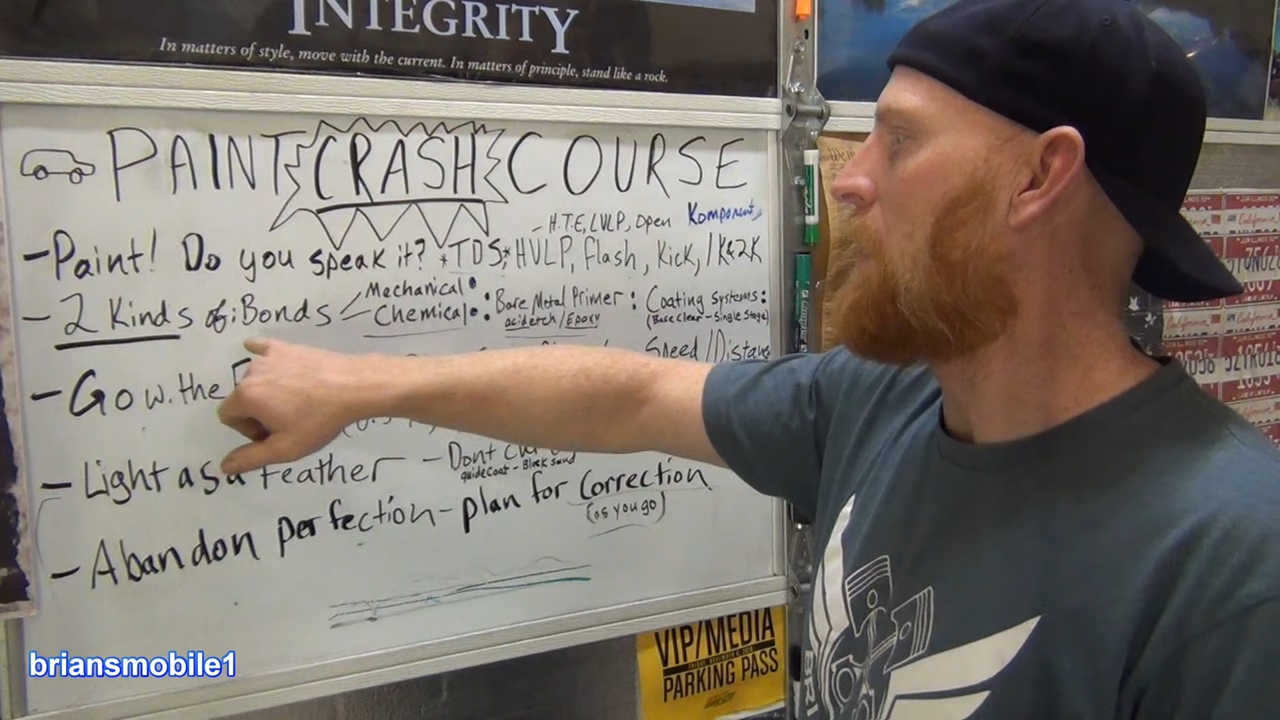 INTEGRITY
In matters of style, move with the current. In matters of principle, stand like a rock.
PAINT CRASH COURSE
- H.T.E, LVLP, Open Komponent
- Paint! Do you speak it? *TDS* HVLP, Flash, Kick, 1K&2K
- 2 Kinds of: Bonds < Mechanical : Bare Metal Primer : Coating Systems:
Chemical acid etch/Epoxy (Base Clear - Single Stage)
- Go w. the Speed/Distance
- Light as a Feather - Dont
guide coat - Block sand
- Abandon perfection - plan for Correction
(as you go)
VIP/MEDIA
PARKING PASS
California
California
BRI
briansmobile1